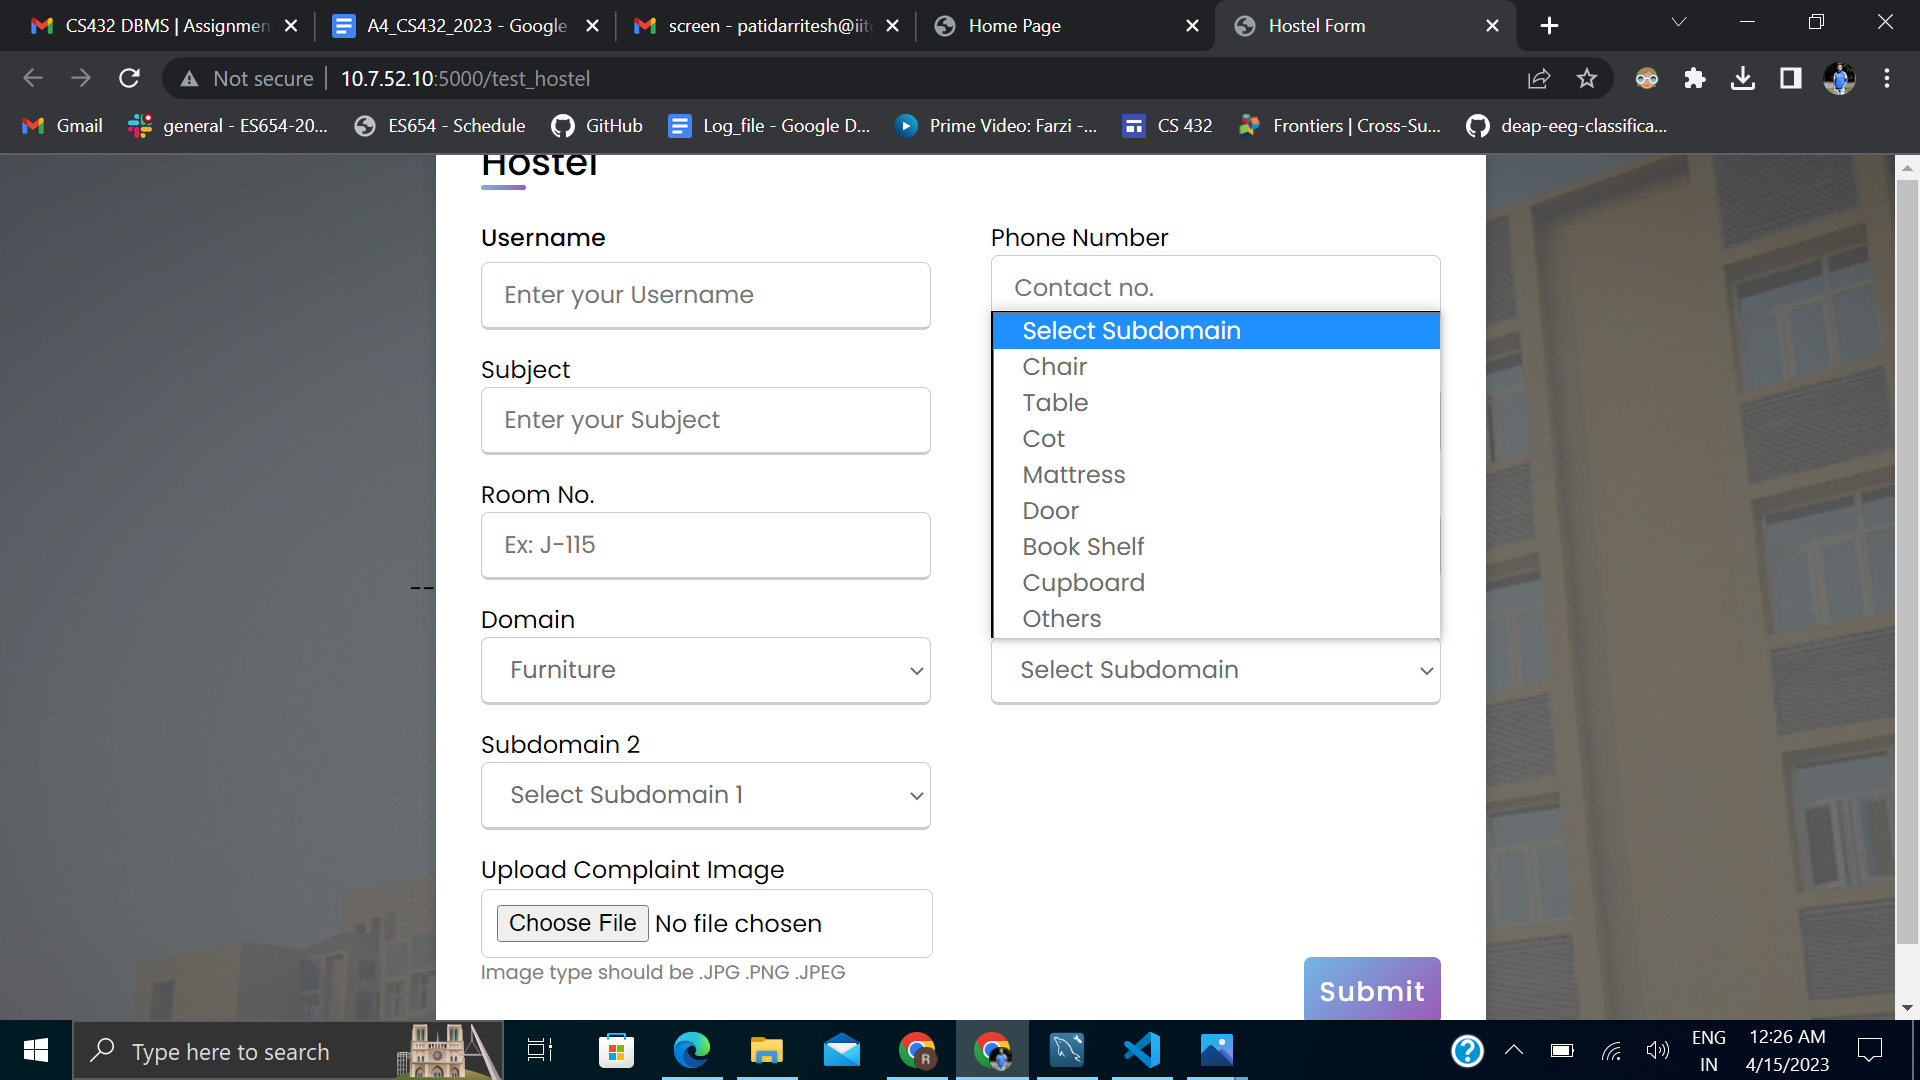 CS432 DBMS | Assignmen
A4_CS432_2023 - Google
screen - patidarritesh@iitg
Home Page
Hostel Form
Not secure
10.7.52.10:5000/test_hostel
Gmail
general - ES654-20...
ES654 - Schedule
GitHub
Log_file - Google D...
Prime Video: Farzi -...
CS 432
Frontiers | Cross-Su...
deap-eeg-classifica...
Hostel
Username
Phone Number
Enter your Username
Contact no.
Select Subdomain
Chair
Table
Cot
Mattress
Door
Book Shelf
Cupboard
Others
Subject
Enter your Subject
Room No.
Ex: J-115
--
Domain
Furniture
Select Subdomain
Subdomain 2
Select Subdomain 1
Upload Complaint Image
Choose File No file chosen
Image type should be .JPG .PNG .JPEG
Submit
Type here to search
R
ENG
IN
12:26 AM
4/15/2023